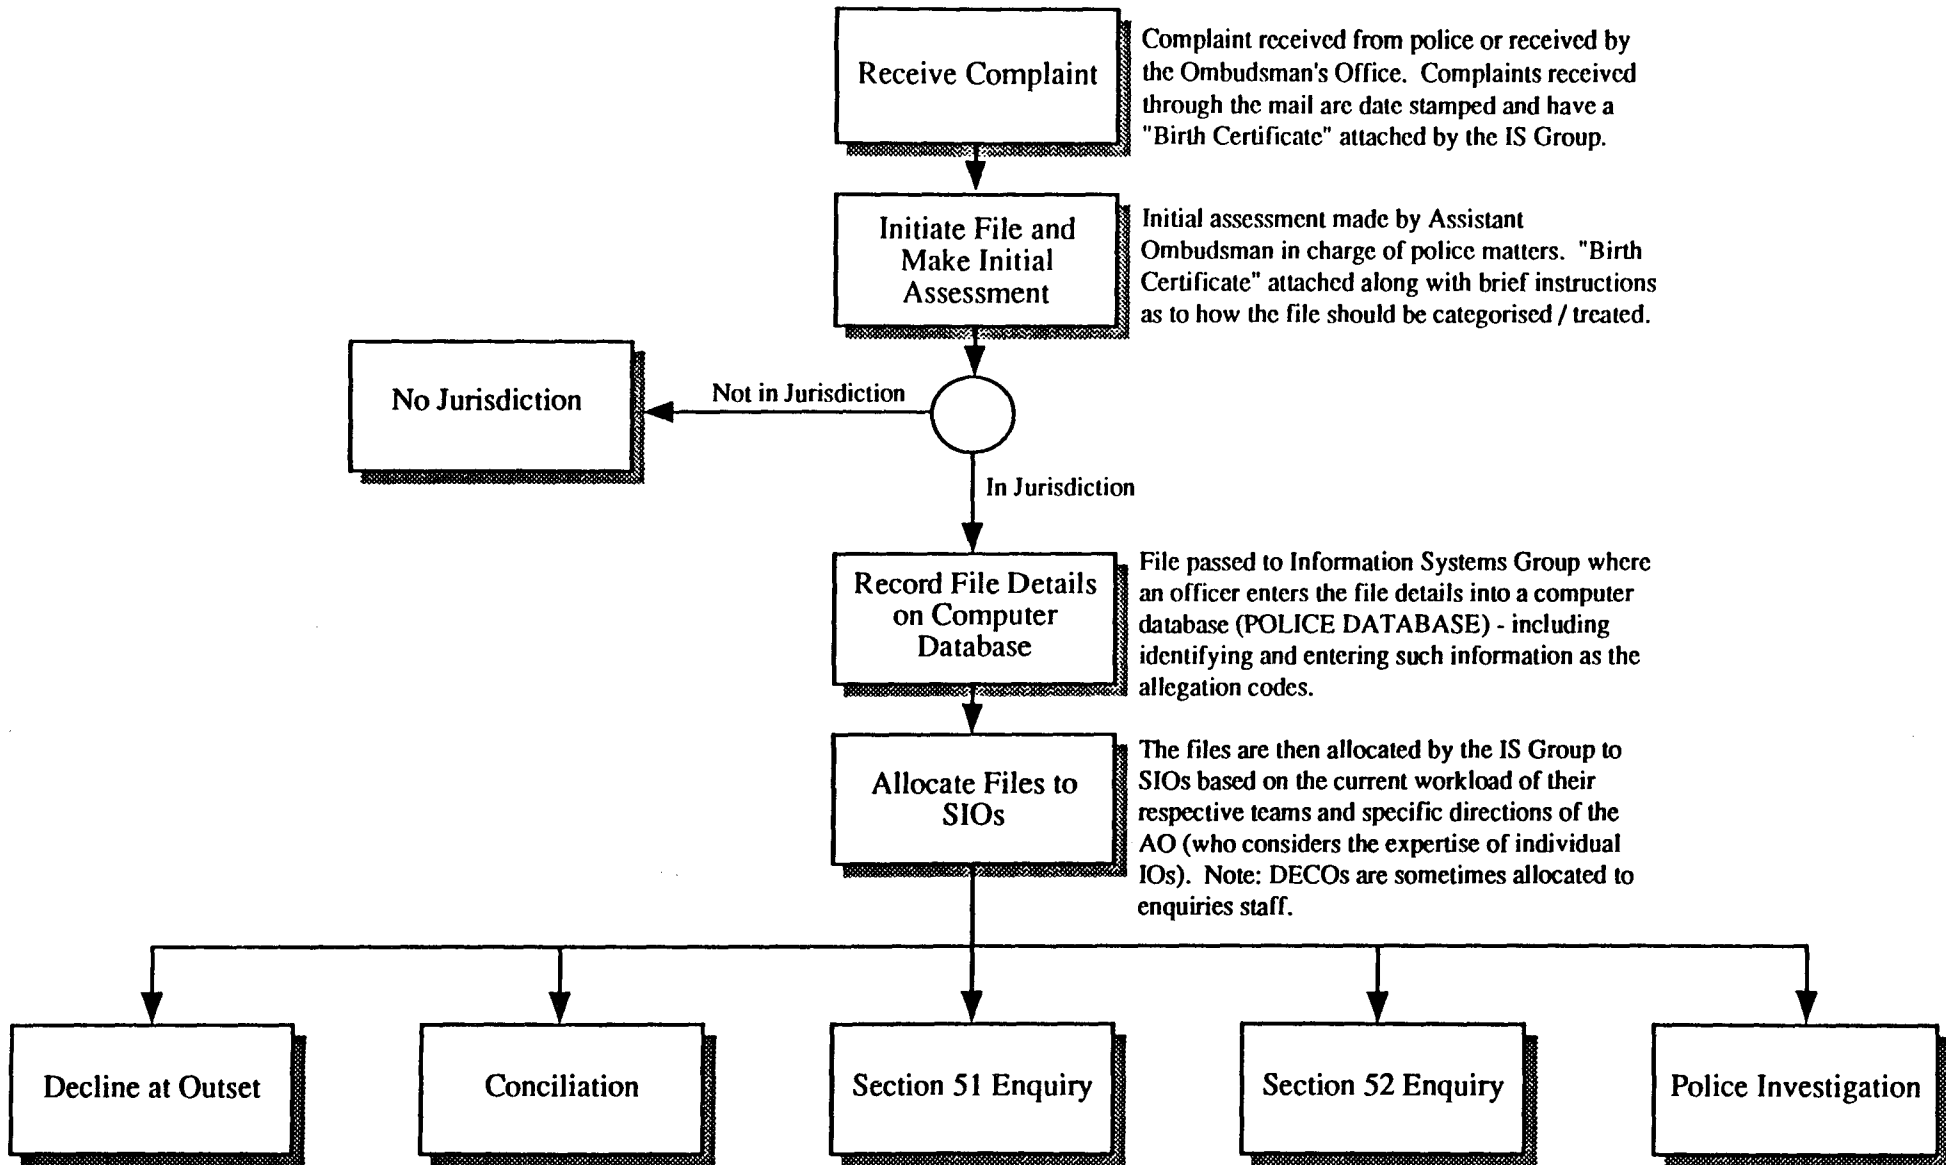 Receive Complaint
Complaint received from police or received by
the Ombudsman's Office. Complaints received
through the mail are date stamped and have a
"Birth Certificate" attached by the IS Group.
Initiate File and
Make Initial
Assessment
Initial assessment made by Assistant
Ombudsman in charge of police matters. "Birth
Certificate" attached along with brief instructions
as to how the file should be categorised / treated.
No Jurisdiction
Not in Jurisdiction
In Jurisdiction
Record File Details
on Computer
Database
File passed to Information Systems Group where
an officer enters the file details into a computer
database (POLICE DATABASE) - including
identifying and entering such information as the
allegation codes.
Allocate Files to
SIOs
The files are then allocated by the IS Group to
SIOs based on the current workload of their
respective teams and specific directions of the
AO (who considers the expertise of individual
IOs). Note: DECOs are sometimes allocated to
enquiries staff.
Decline at Outset
Conciliation
Section 51 Enquiry
Section 52 Enquiry
Police Investigation